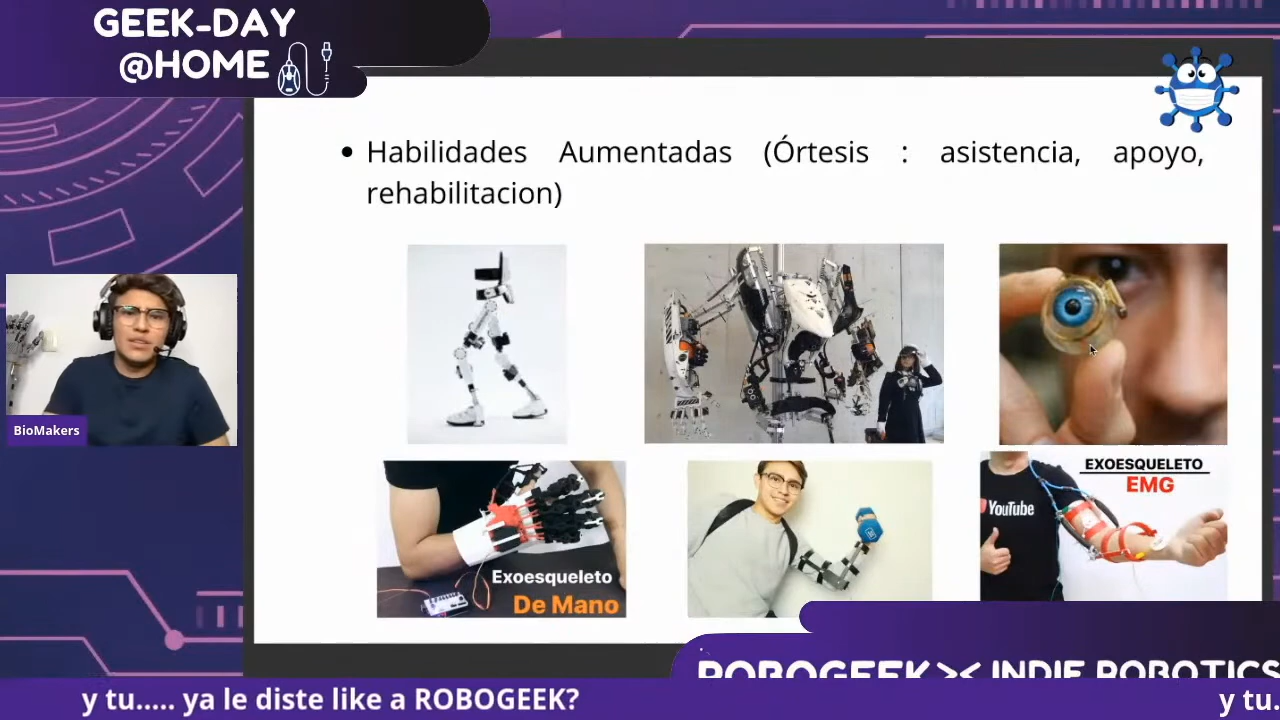 GEEK-DAY
@HOME
Habilidades Aumentadas (Órtesis : asistencia, apoyo,
rehabilitacion)
BioMakers
Exoesqueleto
De Mano
EXOESQUELETO
EMG
YouTube
ROBOGEEK >< INDIE ROBOTICS
y tu..... ya le diste like a ROBOGEEK?
y tu.